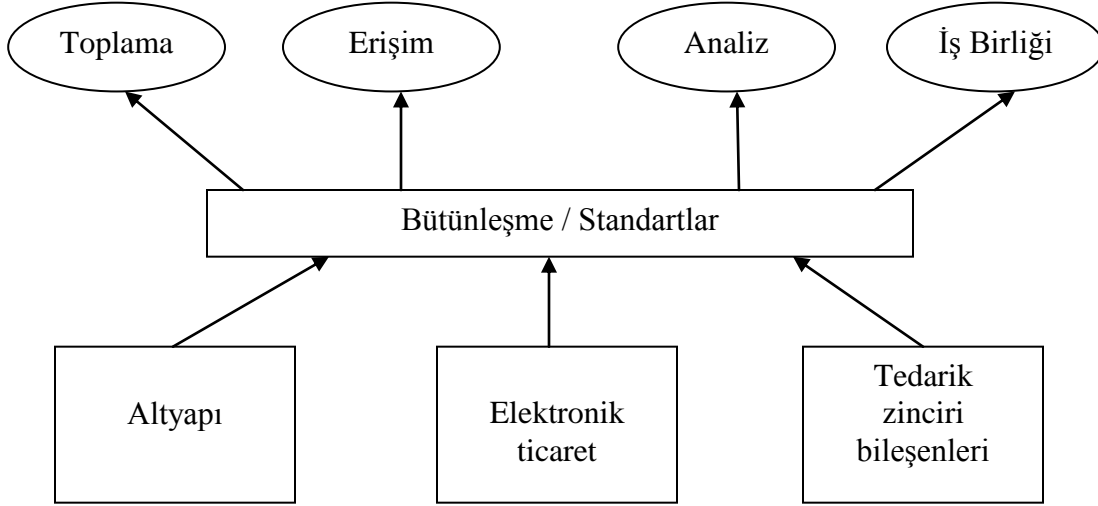 Toplama
Erişim
Analiz
İş Birliği
Bütünleşme / Standartlar
Altyapı
Elektronik
ticaret
Tedarik
zinciri
bileşenleri